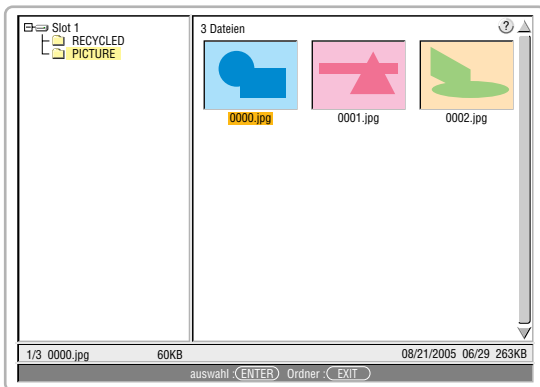 Slot 1
RECYCLED
PICTURE
3 Dateien
?
0000.jpg 0001.jpg 0002.jpg
1/3 0000.jpg 60KB 08/21/2005 06/29 263KB
auswahl :ENTER Ordner : EXIT